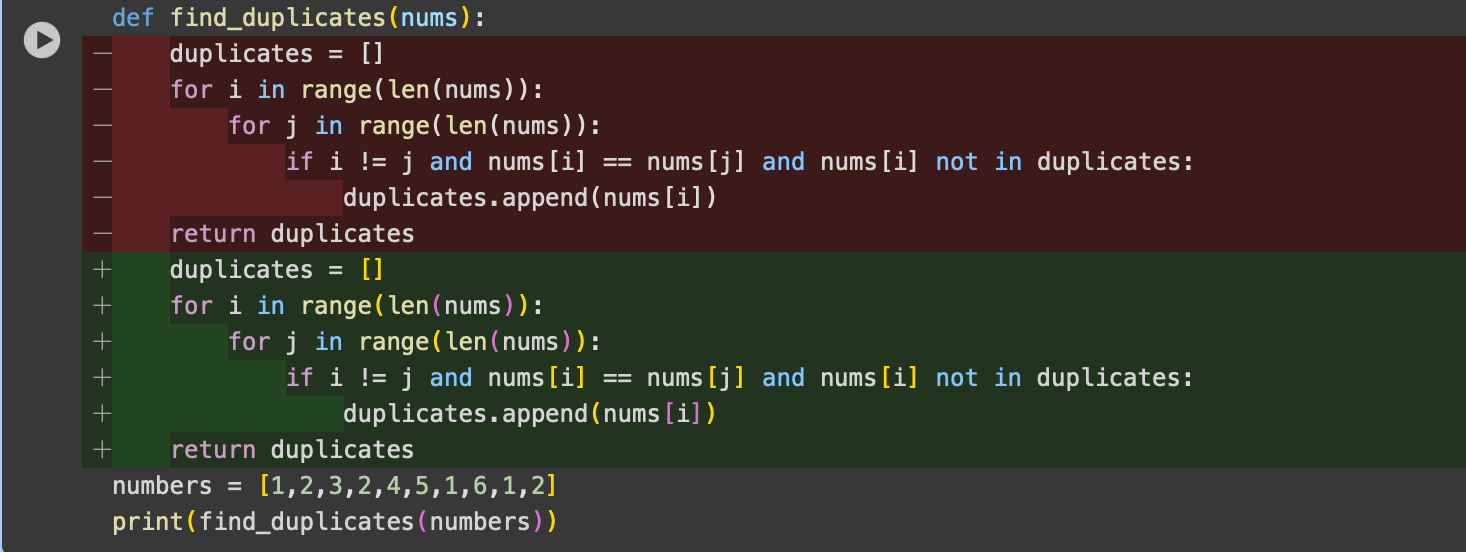 def find_duplicates(nums):
—    duplicates = []
—    for i in range(len(nums)):
—        for j in range(len(nums)):
—            if i != j and nums[i] == nums[j] and nums[i] not in duplicates:
—                duplicates.append(nums[i])
—    return duplicates
+    duplicates = []
+    for i in range(len(nums)):
+        for j in range(len(nums)):
+            if i != j and nums[i] == nums[j] and nums[i] not in duplicates:
+                duplicates.append(nums[i])
+    return duplicates
numbers = [1,2,3,2,4,5,1,6,1,2]
print(find_duplicates(numbers))